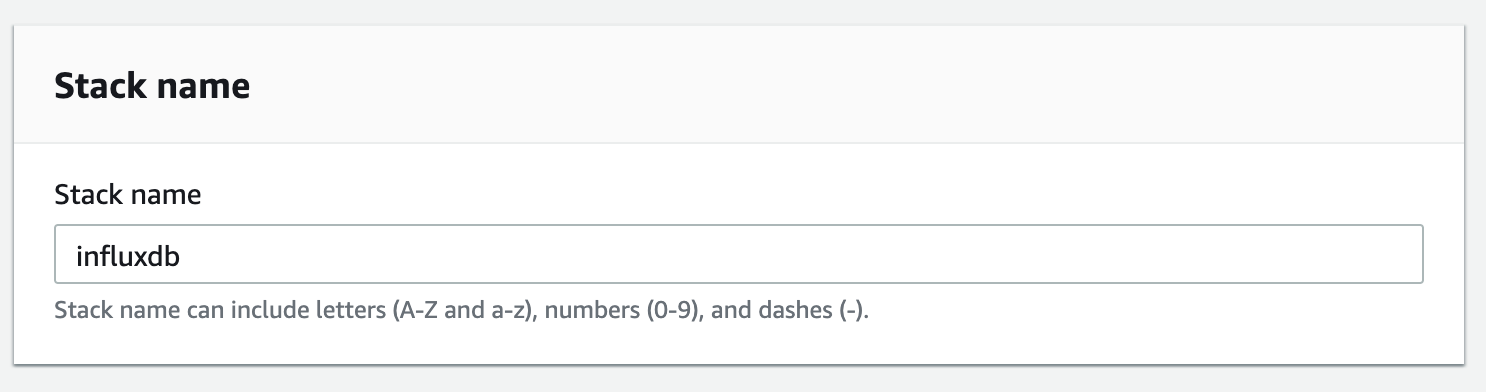 Stack name
Stack name
influxdb
Stack name can include letters (A-Z and a-z), numbers (0-9), and dashes (-).